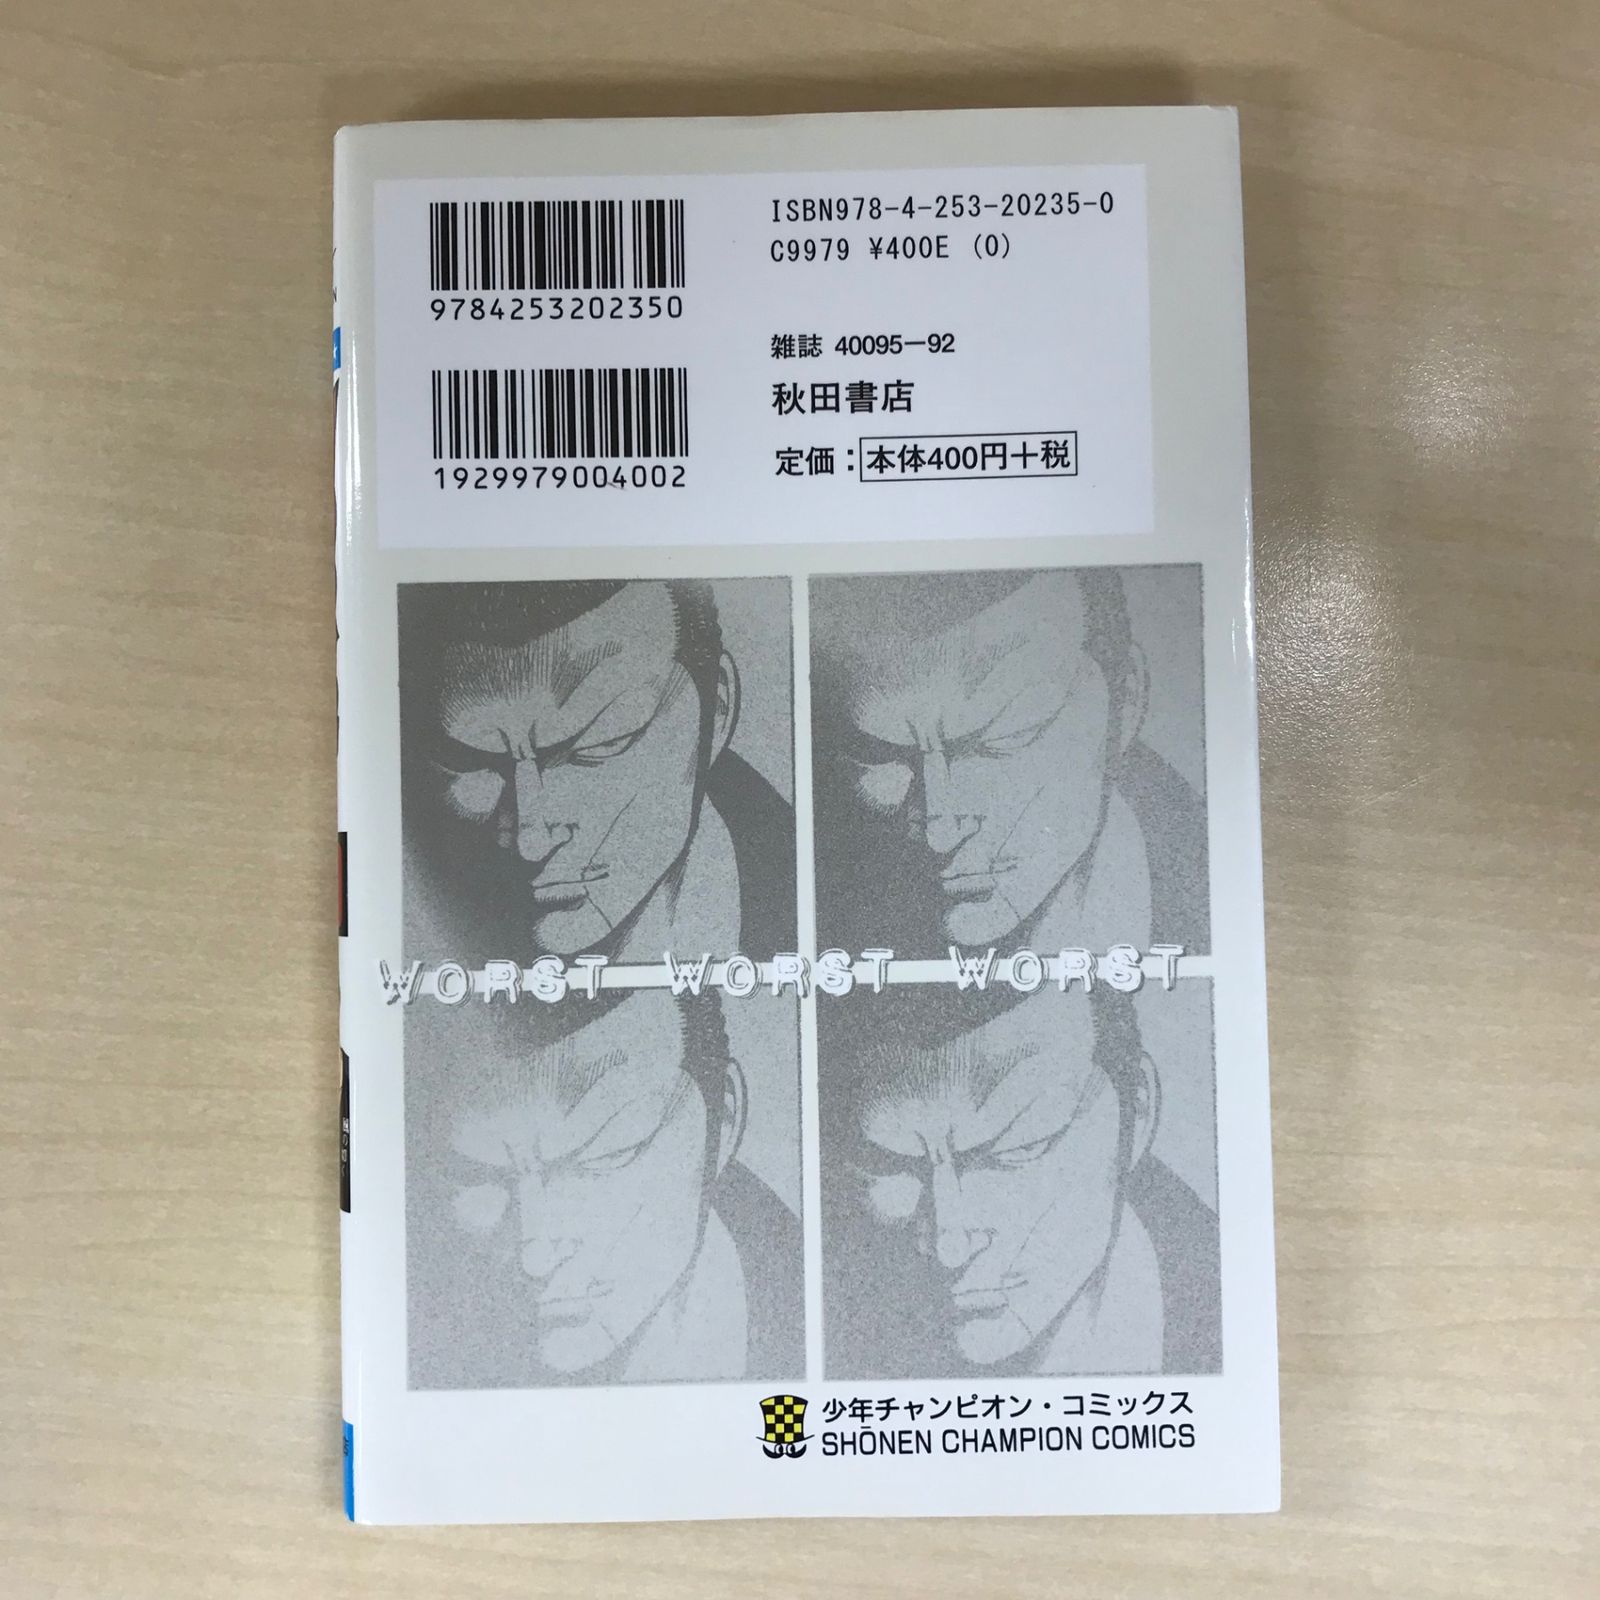 ISBN978-4-253-20235-0
C9979 ¥400E (0)
9784253202350
雑誌 40095-92
秋田書店
定価：本体400円+税
1929979004002
WORST WORST WORST
少年チャンピオン・コミックス
SHŌNEN CHAMPION COMICS